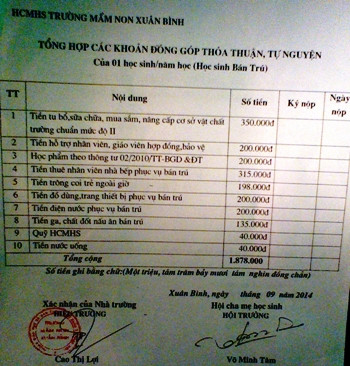 HCMHS TRƯỜNG MẦM NON XUÂN BÌNH
TỔNG HỢP CÁC KHOẢN ĐÓNG GÓP THỎA THUẬN, TỰ NGUYỆN
Của 01 học sinh/năm học (Học sinh Bán Trú)
TT Nội dung Số tiền Ký nộp Ngày nộp
1 Tiền tu bổ,sữa chữa, mua sắm, nâng cấp cơ sở vật chất trường chuẩn mức độ II 350.000đ
2 Tiền hỗ trợ nhân viên, giáo viên hợp đồng,bảo vệ 200.000đ
3 Học phẩm theo thông tư 02/2010/TT-BGD &ĐT 200.000đ
4 Tiền thuê nhân viên nhà bếp phục vụ bán trú 315.000đ
5 Tiền trông coi trẻ ngoài giờ 198.000đ
6 Tiền đồ dùng,trang thiết bị phục vụ bán trú 200.000đ
7 Tiền điện nước phục vụ bán trú 200.000đ
8 Tiền ga, chất đốt nấu ăn bán trú 135.000đ
9 Quỹ HCMHS 40.000đ
10 Tiền nước uống 40.000đ
Tổng cộng 1.878.000
Số tiền ghi bằng chữ:(Một triệu, tám trăm bảy mươi tám nghìn đồng chẵn)
Xuân Bình, ngày tháng 09 năm 2014
Xác nhận của Nhà trường Hội cha mẹ học sinh
HIỆU TRƯỞNG HỘI TRƯỞNG
Cao Thị Lợi Võ Minh Tâm